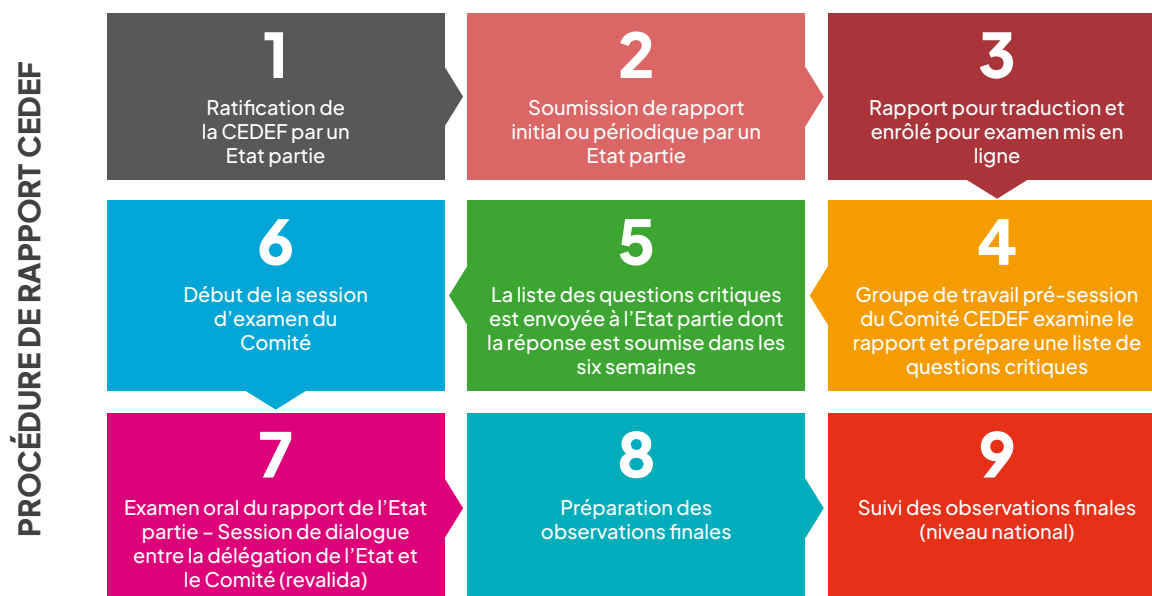 PROCÉDURE DE RAPPORT CEDEF
1
Ratification de
la CEDEF par un
Etat partie
2
Soumission de rapport
initial ou périodique par un
Etat partie
3
Rapport pour traduction et
enrôlé pour examen mis en
ligne
4
Groupe de travail pré-session
du Comité CEDEF examine le
rapport et prépare une liste de
questions critiques
5
La liste des questions critiques
est envoyée à l'Etat partie dont
la réponse est soumise dans les
six semaines
6
Début de la session
d'examen du
Comité
7
Examen oral du rapport de l'Etat
partie – Session de dialogue
entre la délégation de l'Etat et
le Comité (revalida)
8
Préparation des
observations finales
9
Suivi des observations finales
(niveau national)